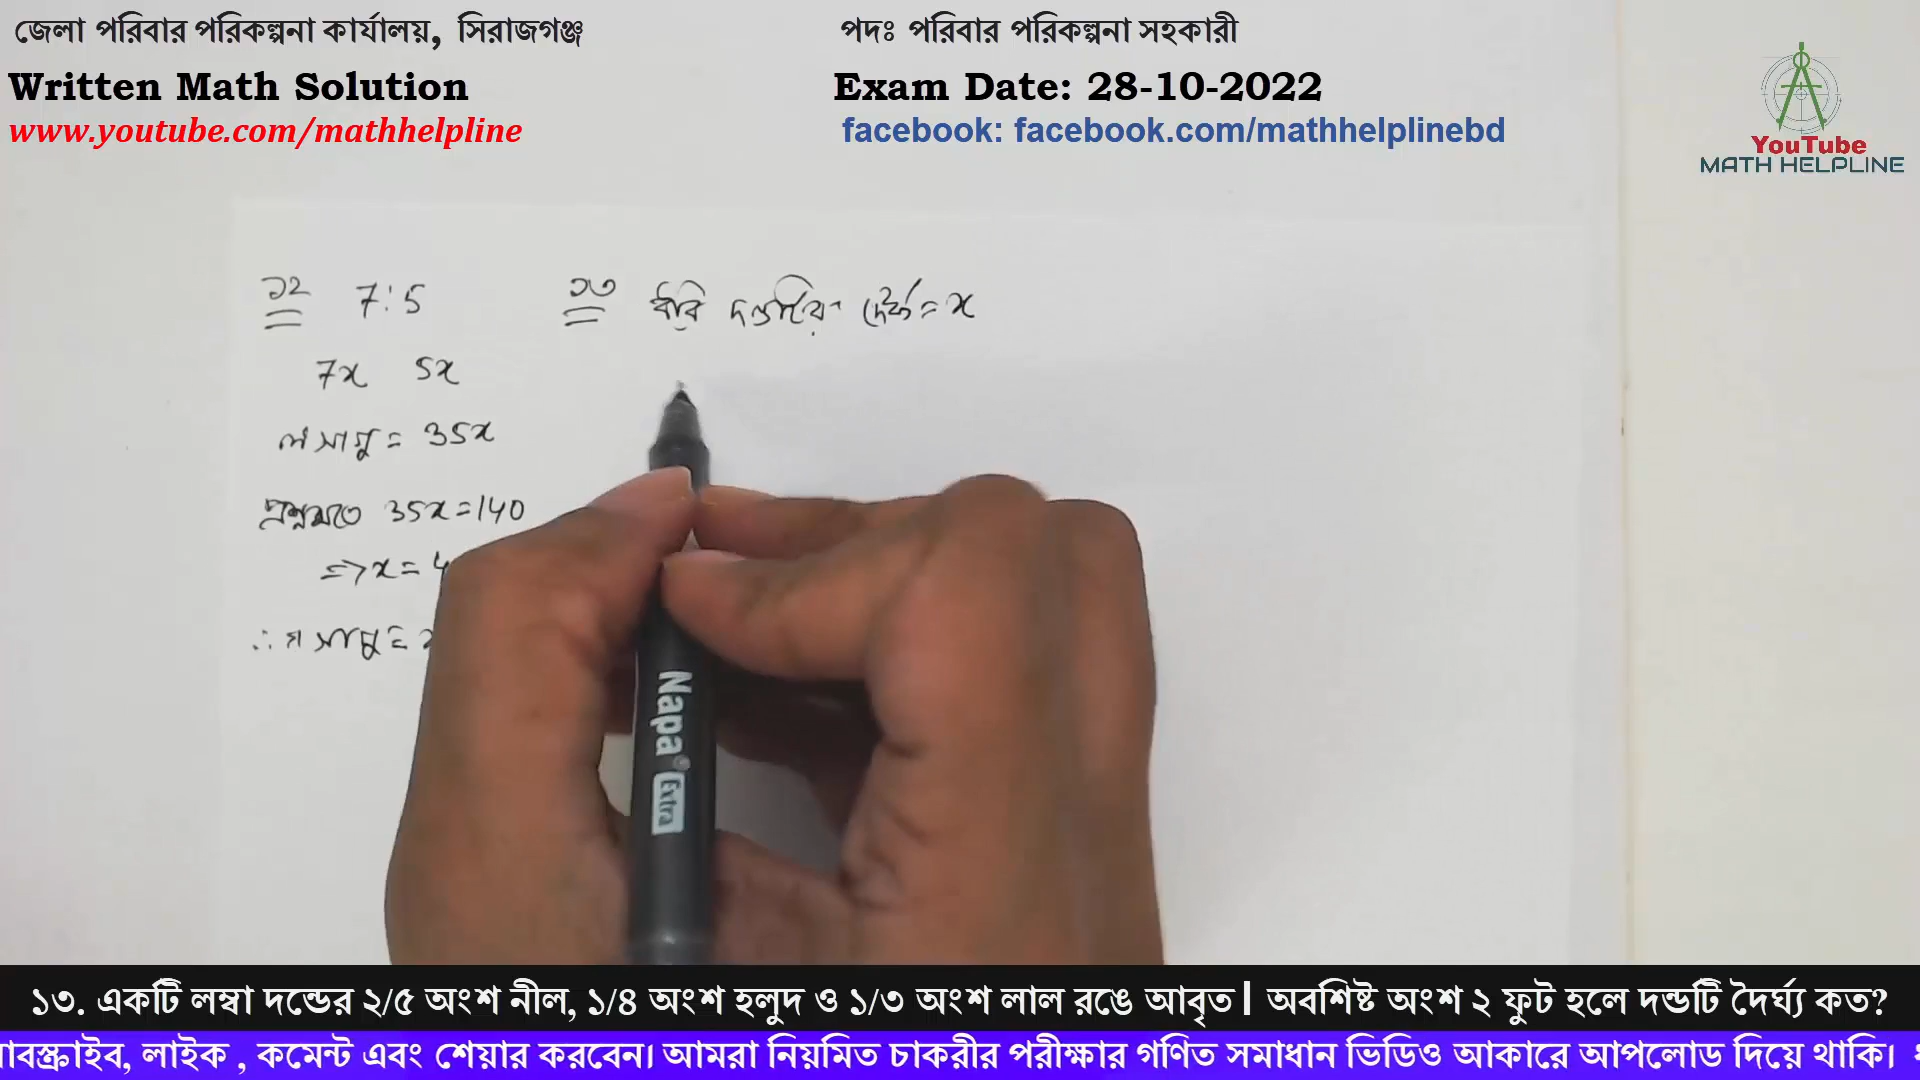 জেলা পরিবার পরিকল্পনা কার্যালয়, সিরাজগঞ্জ
পদঃ পরিবার পরিকল্পনা সহকারী
Written Math Solution
Exam Date: 28-10-2022
www.youtube.com/mathhelpline
facebook: facebook.com/mathhelplinebd
YouTube
MATH HELPLINE
১২ 7:5
7x 5x
ল সাগু = 35x
প্রশ্নমতে 35x=140
=>x=4
∴ গ সাগু =
১৩ ধরি দন্ডটির দৈর্ঘ্য = x
Napa Extra
১৩. একটি লম্বা দন্ডের ২/৫ অংশ নীল, ১/৪ অংশ হলুদ ও ১/৩ অংশ লাল রঙে আবৃত। অবশিষ্ট অংশ ২ ফুট হলে দন্ডটি দৈর্ঘ্য কত?
াবস্ক্রাইব, লাইক , কমেন্ট এবং শেয়ার করবেন। আমরা নিয়মিত চাকরীর পরীক্ষার গণিত সমাধান ভিডিও আকারে আপলোড দিয়ে থাকি।